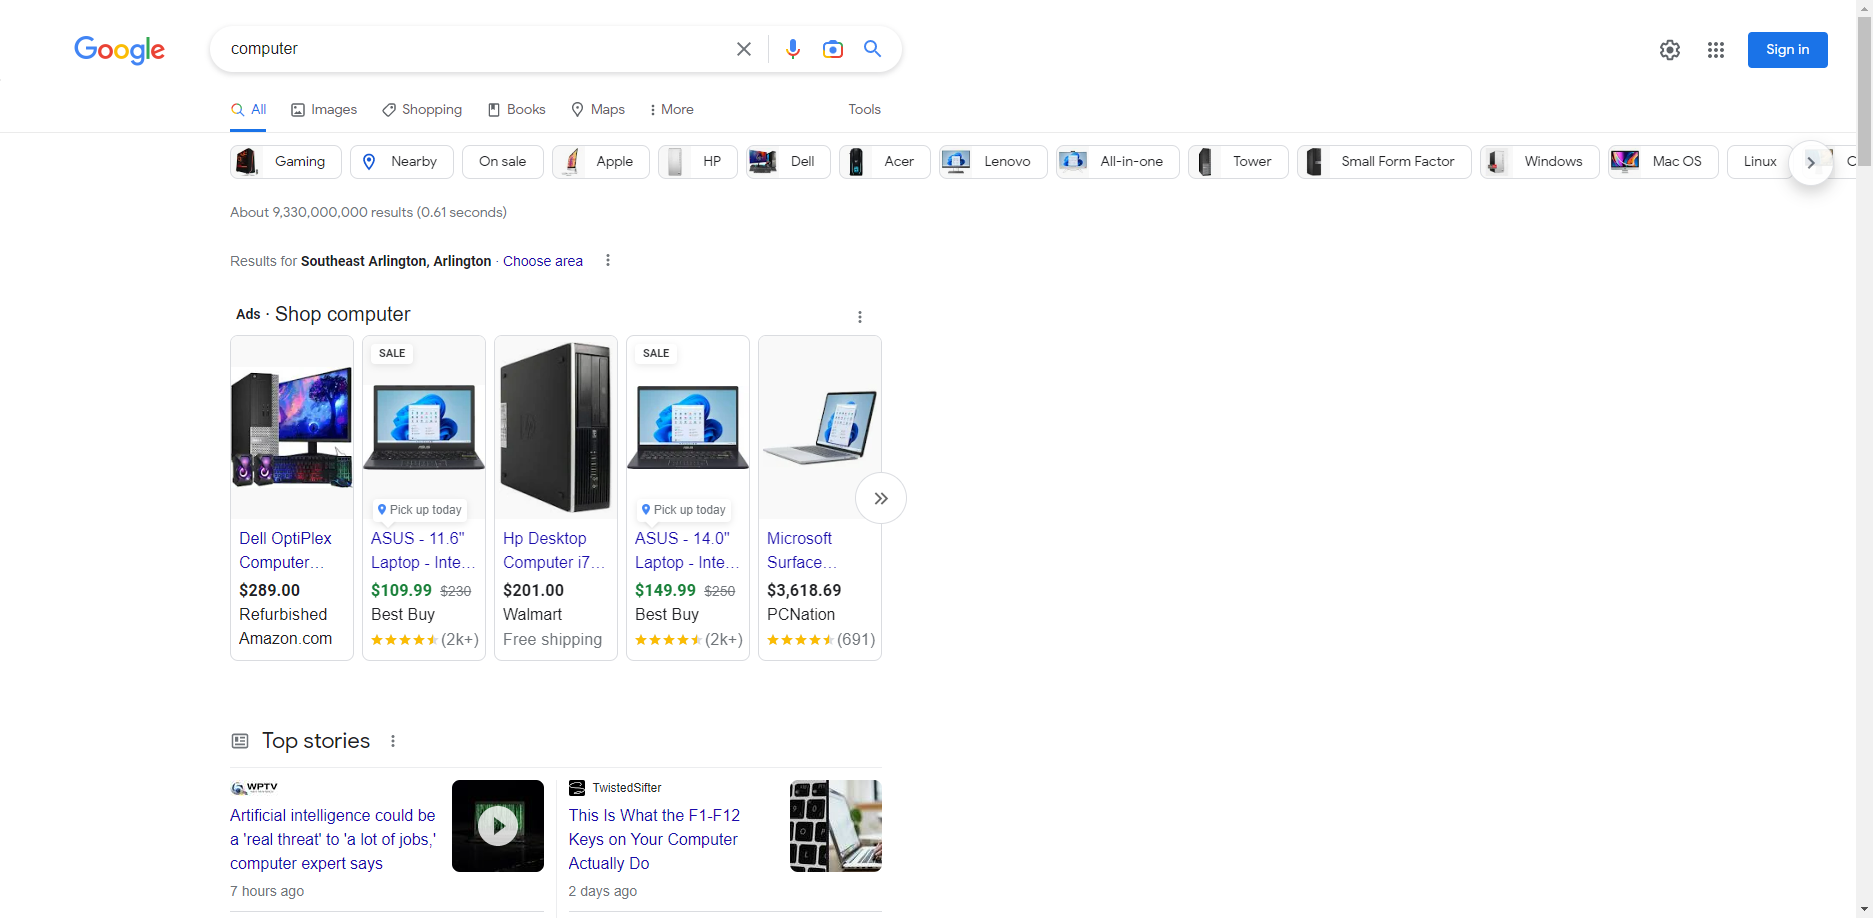 Google
computer
Sign in
All
Images
Shopping
Books
Maps
More
Tools
Gaming
Nearby
On sale
Apple
HP
Dell
Acer
Lenovo
All-in-one
Tower
Small Form Factor
Windows
Mac OS
Linux
About 9,330,000,000 results (0.61 seconds)
Results for Southeast Arlington, Arlington · Choose area
Ads · Shop computer
Dell OptiPlex
Computer...
$289.00
Refurbished
Amazon.com
SALE
Pick up today
ASUS - 11.6"
Laptop - Inte...
$109.99 $230
Best Buy
(2k+)
Hp Desktop
Computer i7...
$201.00
Walmart
Free shipping
SALE
Pick up today
ASUS - 14.0"
Laptop - Inte...
$149.99 $250
Best Buy
(2k+)
Microsoft
Surface...
$3,618.69
PCNation
(691)
Top stories
WPTV
Artificial intelligence could be
a 'real threat' to 'a lot of jobs,'
computer expert says
7 hours ago
TwistedSifter
This Is What the F1-F12
Keys on Your Computer
Actually Do
2 days ago